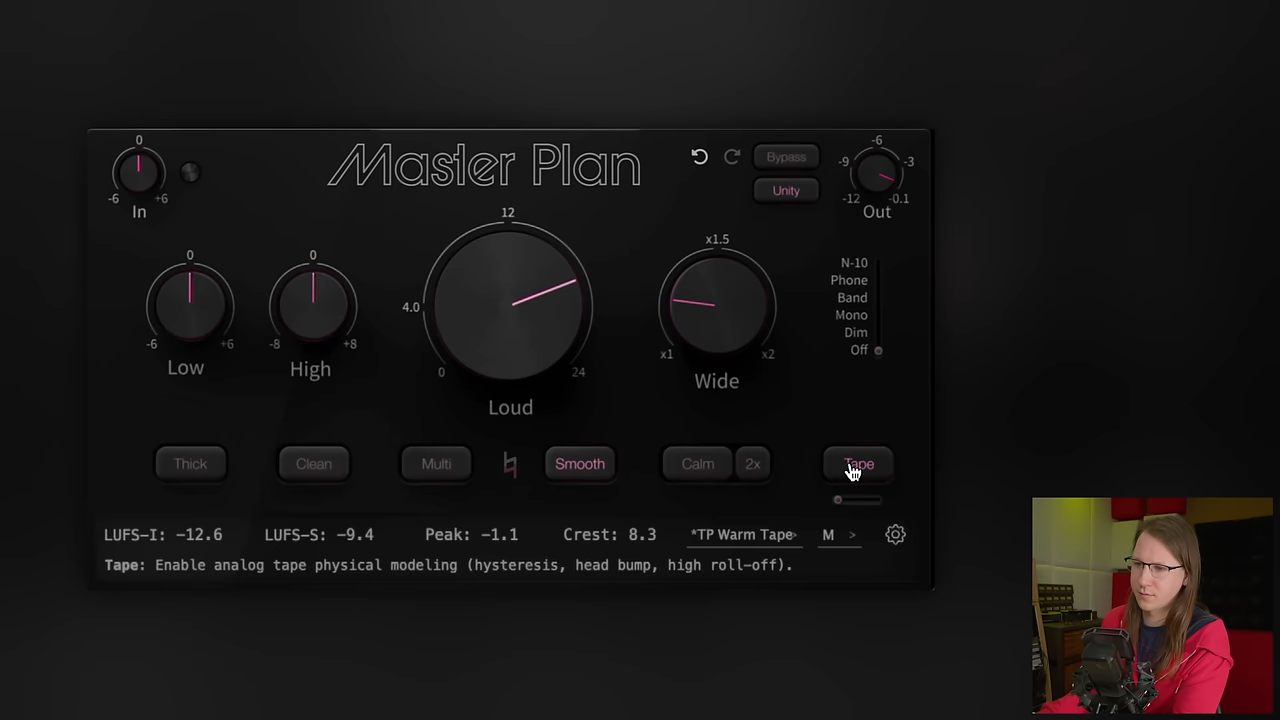 Master Plan
0
-6 +6
In
Bypass
Unity
-6
-9 -3
-12 -0.1
Out
0
-6 +6
Low
0
-8 +8
High
12
4.0
0 24
Loud
x1.5
x1 x2
Wide
N-10
Phone
Band
Mono
Dim
Off
Thick
Clean
Multi
Smooth
Calm
2x
Tape
LUFS-I: -12.6 LUFS-S: -9.4 Peak: -1.1 Crest: 8.3 *TP Warm Tape > M >
Tape: Enable analog tape physical modeling (hysteresis, head bump, high roll-off).